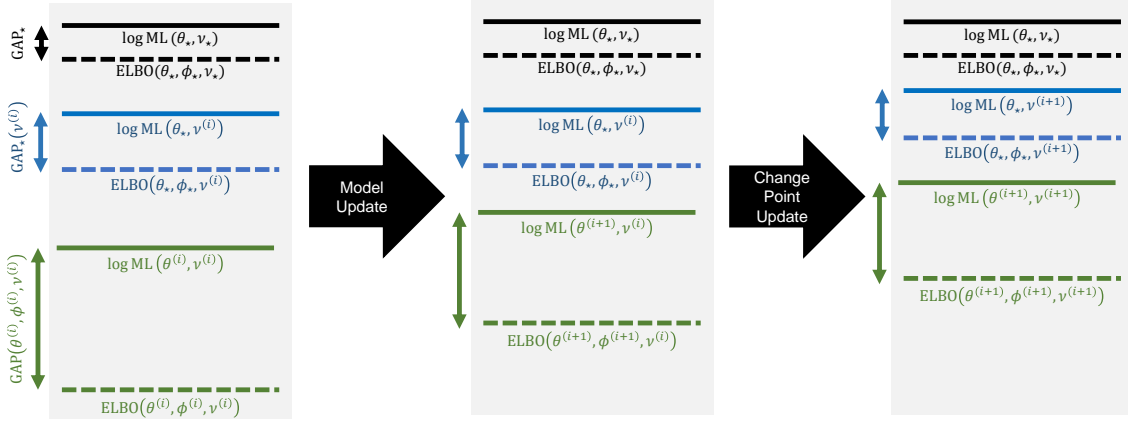 GAP⋆
log ML (θ⋆, ν⋆)
ELBO(θ⋆, ϕ⋆, ν⋆)
GAP⋆(ν⁽ⁱ⁾)
log ML (θ⋆, ν⁽ⁱ⁾)
ELBO(θ⋆, ϕ⋆, ν⁽ⁱ⁾)
GAP(θ⁽ⁱ⁾, ϕ⁽ⁱ⁾, ν⁽ⁱ⁾)
log ML (θ⁽ⁱ⁾, ν⁽ⁱ⁾)
ELBO(θ⁽ⁱ⁾, ϕ⁽ⁱ⁾, ν⁽ⁱ⁾)
Model
Update
log ML (θ⋆, ν⋆)
ELBO(θ⋆, ϕ⋆, ν⋆)
log ML (θ⋆, ν⁽ⁱ⁾)
ELBO(θ⋆, ϕ⋆, ν⁽ⁱ⁾)
log ML (θ⁽ⁱ⁺¹⁾, ν⁽ⁱ⁾)
ELBO(θ⁽ⁱ⁺¹⁾, ϕ⁽ⁱ⁺¹⁾, ν⁽ⁱ⁾)
Change
Point
Update
log ML (θ⋆, ν⋆)
ELBO(θ⋆, ϕ⋆, ν⋆)
log ML (θ⋆, ν⁽ⁱ⁺¹⁾)
ELBO(θ⋆, ϕ⋆, ν⁽ⁱ⁺¹⁾)
log ML (θ⁽ⁱ⁺¹⁾, ν⁽ⁱ⁺¹⁾)
ELBO(θ⁽ⁱ⁺¹⁾, ϕ⁽ⁱ⁺¹⁾, ν⁽ⁱ⁺¹⁾)